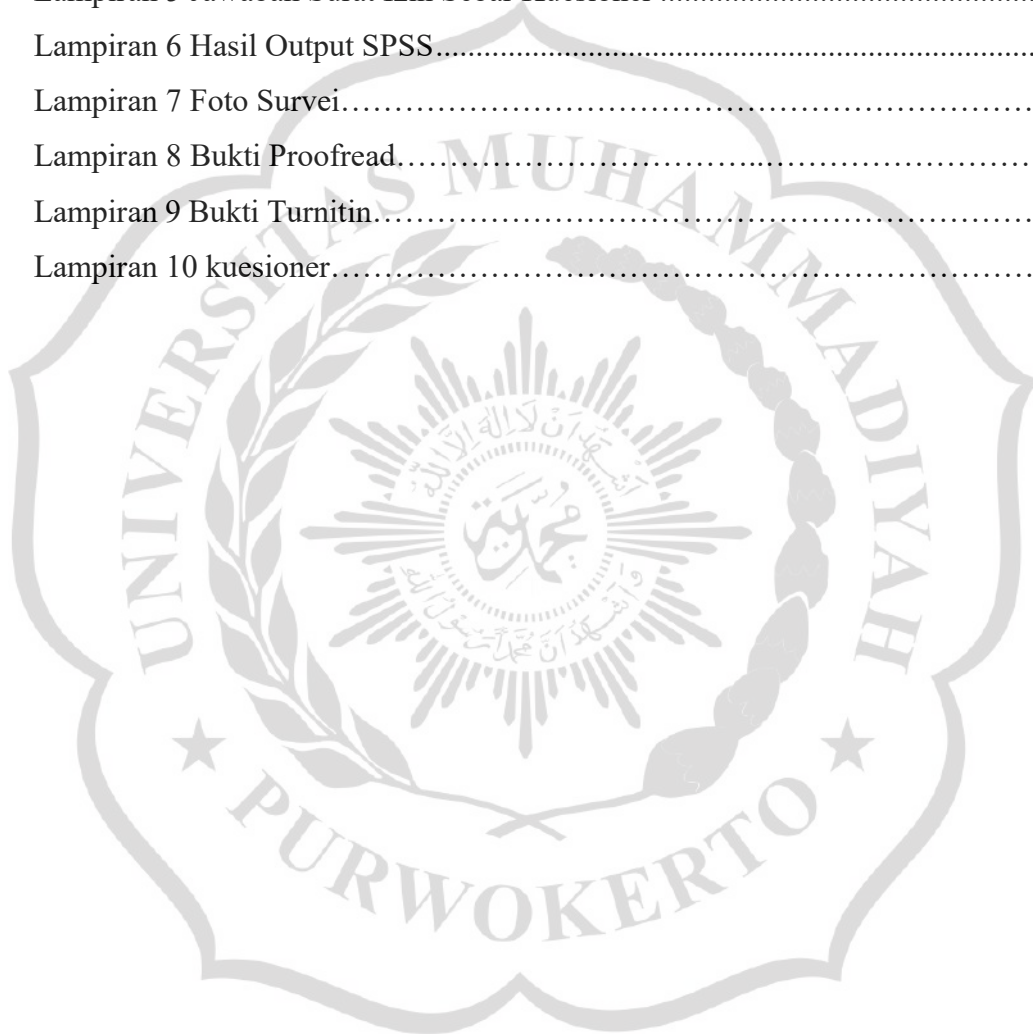 Lampiran 6 Hasil Output SPSS
Lampiran 7 Foto Survei
Lampiran 8 Bukti Proofread
Lampiran 9 Bukti Turnitin
Lampiran 10 kuesioner
UNIVERSITAS MUHAMMADIYAH
PURWOKERTO